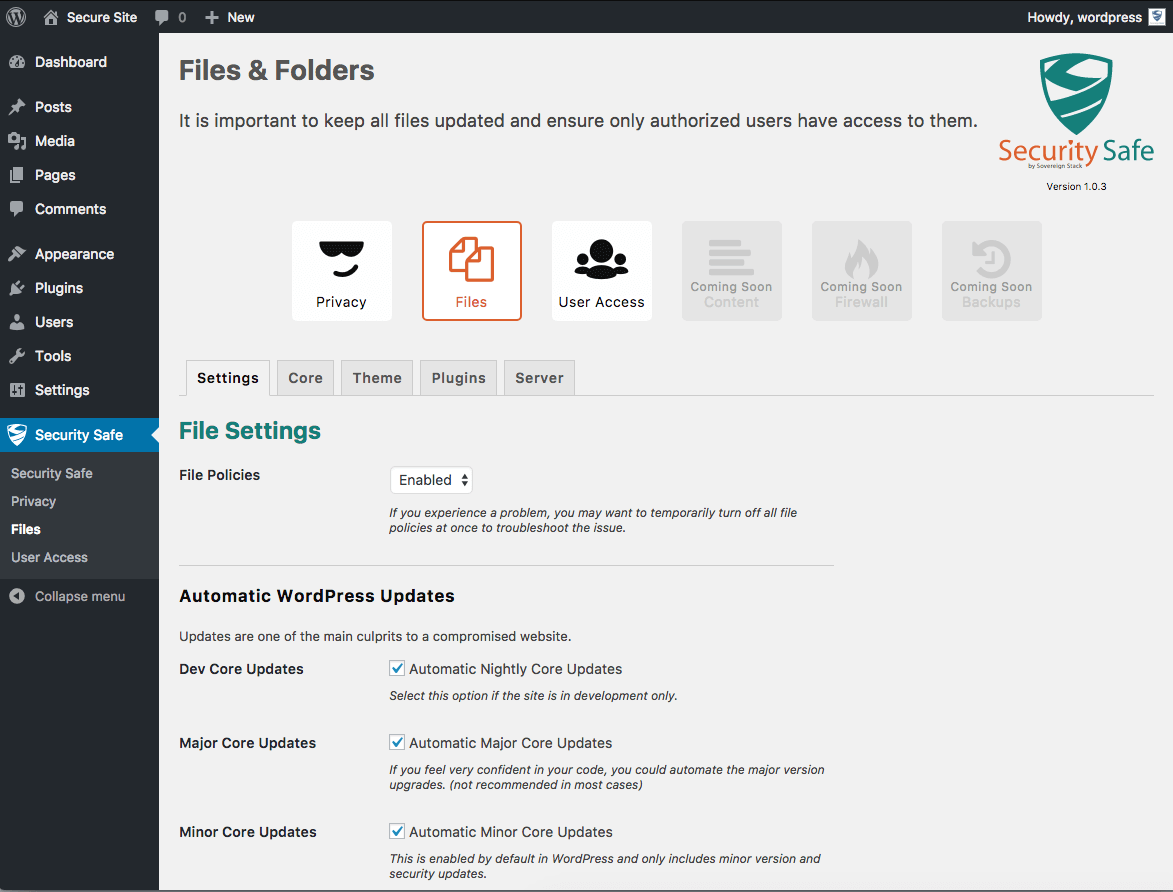 Secure Site 0 New Howdy, wordpress
Dashboard
Posts
Media
Pages
Comments
Appearance
Plugins
Users
Tools
Settings
Security Safe
Security Safe
Privacy
Files
User Access
Collapse menu
Files & Folders
It is important to keep all files updated and ensure only authorized users have access to them.
Security Safe
by Sovereign Stack
Version 1.0.3
Privacy
Files
User Access
Coming Soon
Content
Coming Soon
Firewall
Coming Soon
Backups
Settings Core Theme Plugins Server
File Settings
File Policies Enabled
If you experience a problem, you may want to temporarily turn off all file
policies at once to troubleshoot the issue.
Automatic WordPress Updates
Updates are one of the main culprits to a compromised website.
Dev Core Updates Automatic Nightly Core Updates
Select this option if the site is in development only.
Major Core Updates Automatic Major Core Updates
If you feel very confident in your code, you could automate the major version
upgrades. (not recommended in most cases)
Minor Core Updates Automatic Minor Core Updates
This is enabled by default in WordPress and only includes minor version and
security updates.